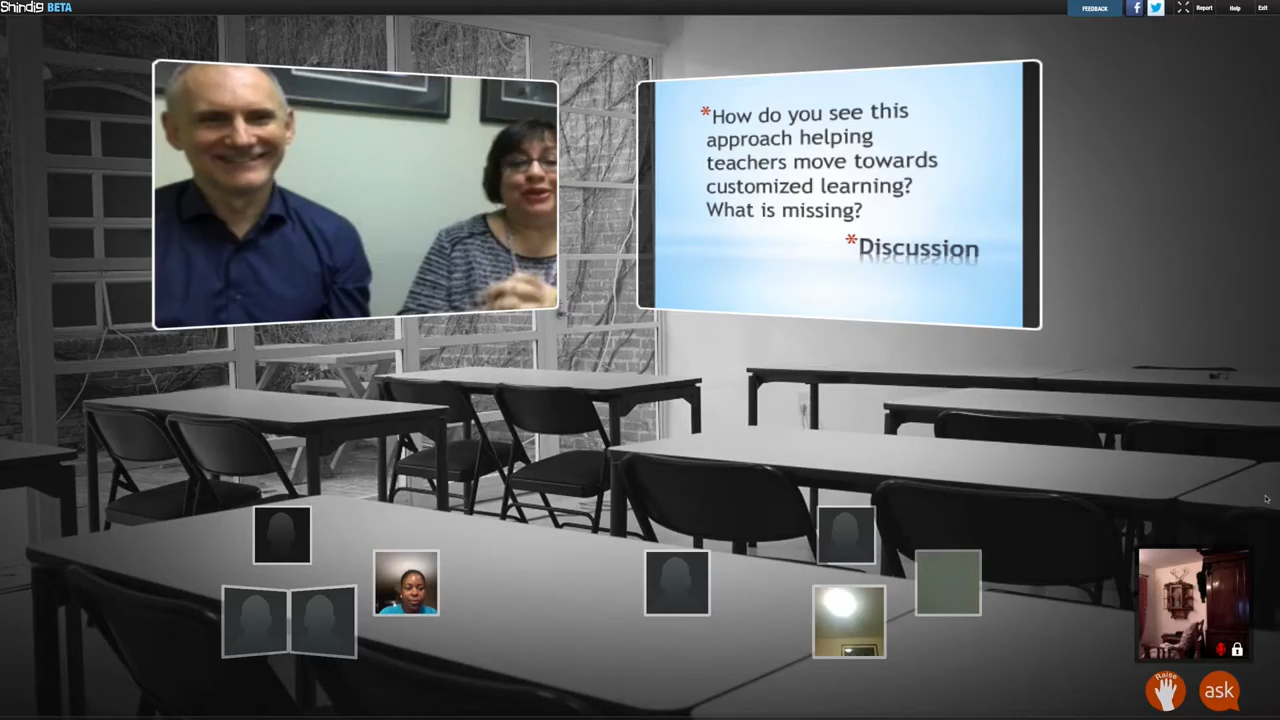 Shindig BETA
FEEDBACK
Report
Help
Exit
*How do you see this
approach helping
teachers move towards
customized learning?
What is missing?
*Discussion
Raise
ask